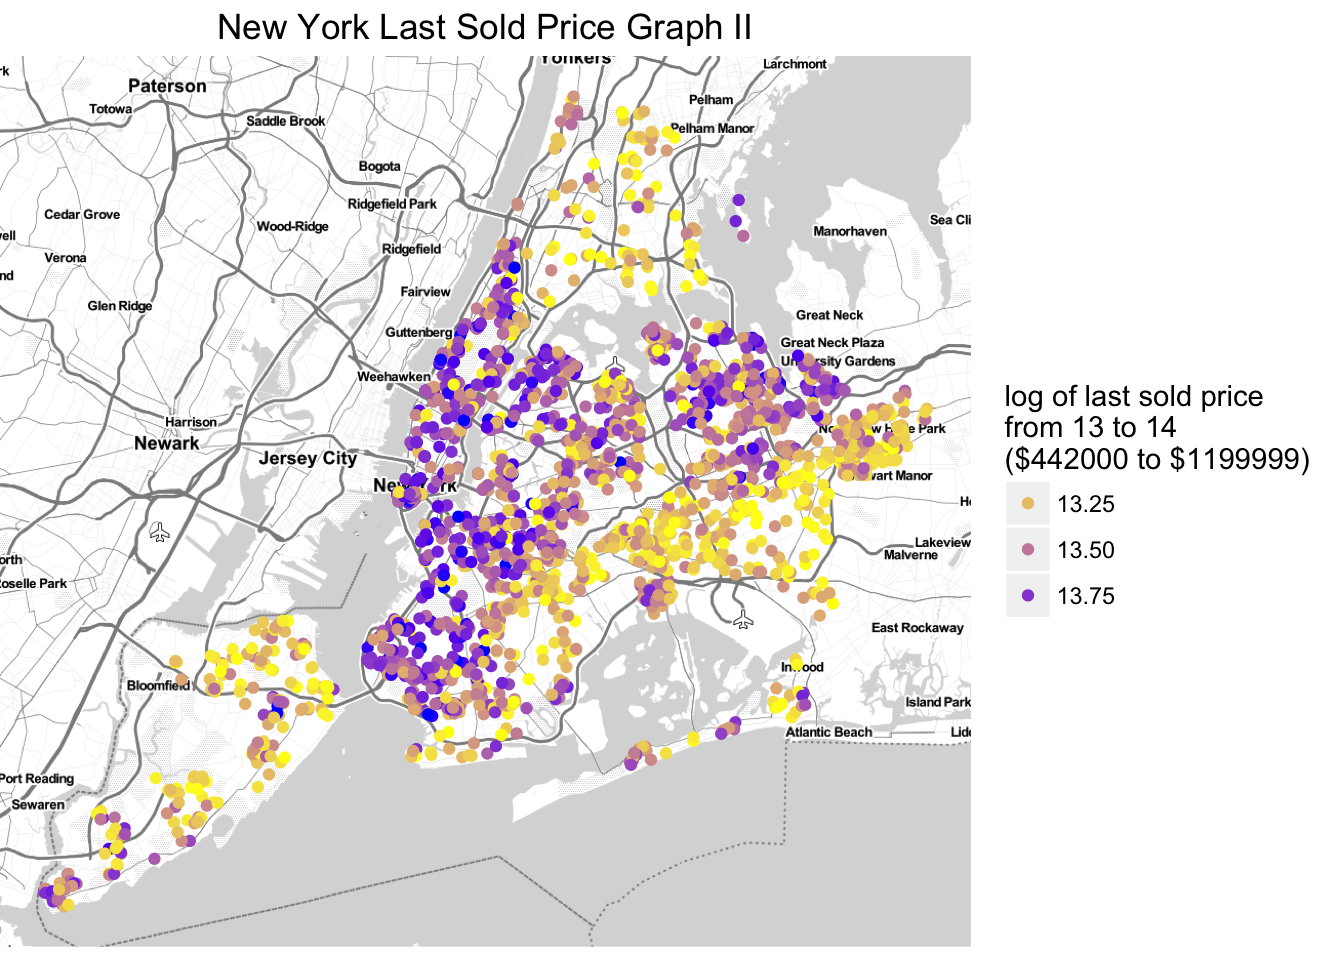 New York Last Sold Price Graph II
Yonkers
Larchmont
Paterson
Totowa
Pelham
Saddle Brook
Pelham Manor
Bogota
Ridgefield Park
Cedar Grove
Wood-Ridge
Sea Cli
Manorhaven
Verona
Ridgefield
Glen Ridge
Fairview
Great Neck
Guttenberg
Great Neck Plaza
University Gardens
Weehawken
Harrison
Park
Newark
Jersey City
wart Manor
New York
Lakeview
Malverne
oselle Park
East Rockaway
Inwood
Bloomfield
Island Park
Atlantic Beach
Port Reading
Sewaren
log of last sold price
from 13 to 14
($442000 to $1199999)
13.25
13.50
13.75